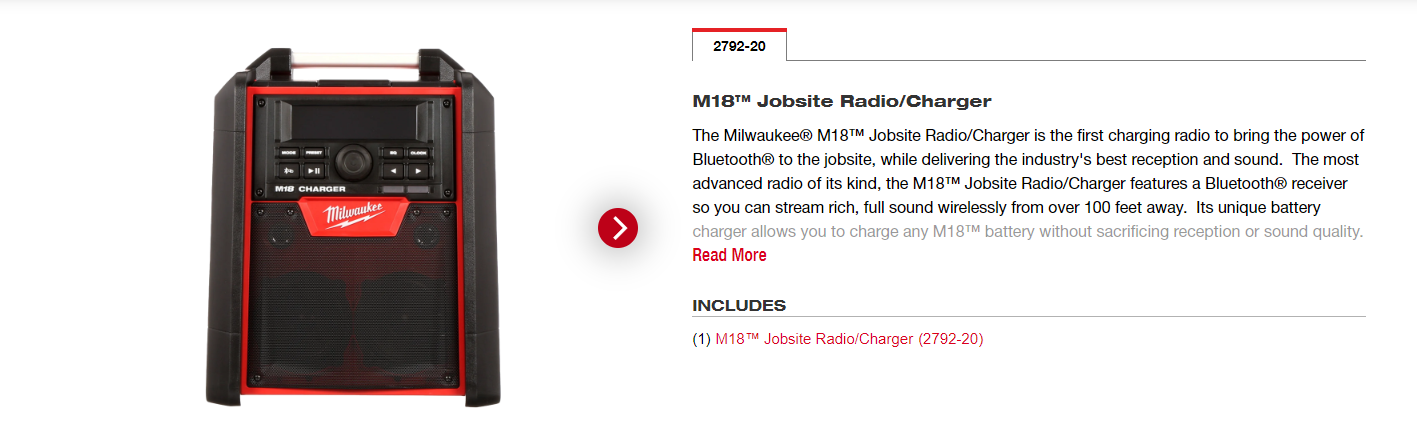 2792-20
M18™ Jobsite Radio/Charger
The Milwaukee® M18™ Jobsite Radio/Charger is the first charging radio to bring the power of
Bluetooth® to the jobsite, while delivering the industry's best reception and sound.  The most
advanced radio of its kind, the M18™ Jobsite Radio/Charger features a Bluetooth® receiver
so you can stream rich, full sound wirelessly from over 100 feet away.  Its unique battery
charger allows you to charge any M18™ battery without sacrificing reception or sound quality.
Read More
INCLUDES
(1) M18™ Jobsite Radio/Charger (2792-20)
MODE PRESET EQ CLOCK
M18 CHARGER
Milwaukee